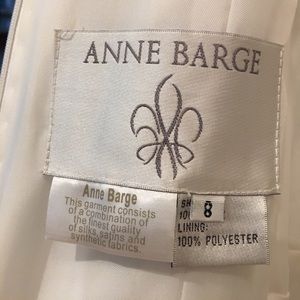 ANNE BARGE
Anne Barge
This garment consists
of a combination of
the finest quality
of silks, satins and
synthetic fabrics.
8
LINING:
100% POLYESTER